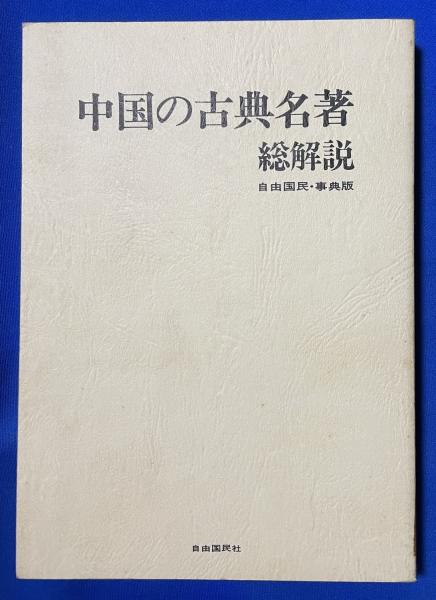 中国の古典名著
総解説
自由国民・事典版
自由国民社